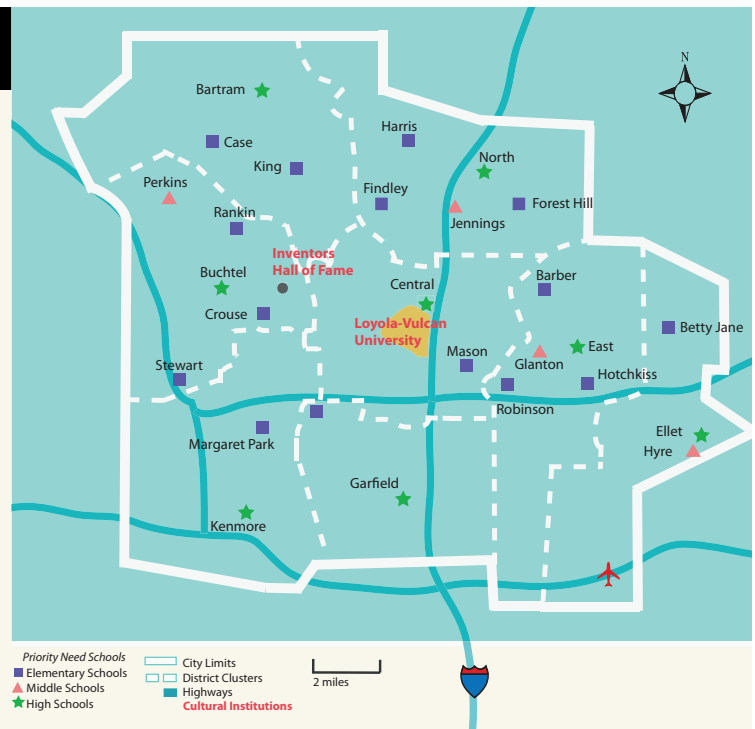 N
Bartram
Harris
Case
North
King
Perkins
Findley
Forest Hill
Rankin
Jennings
Inventors
Hall of Fame
Buchtel
Barber
Central
Crouse
Loyola-Vulcan
University
Betty Jane
East
Mason
Stewart
Glanton
Hotchkiss
Robinson
Margaret Park
Ellet
Hyre
Garfield
Kenmore
Priority Need Schools
Elementary Schools
Middle Schools
High Schools
City Limits
District Clusters
Highways
Cultural Institutions
2 miles